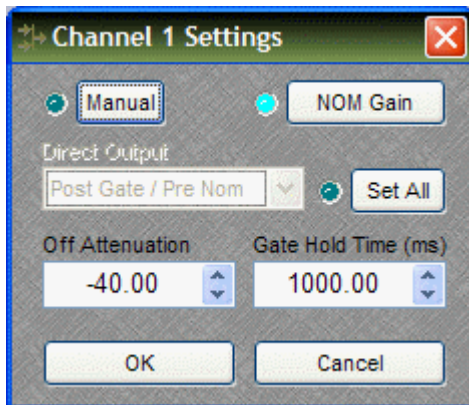 Channel 1 Settings
Manual
NOM Gain
Direct Output
Post Gate / Pre Nom
Set All
Off Attenuation
Gate Hold Time (ms)
-40.00
1000.00
OK
Cancel